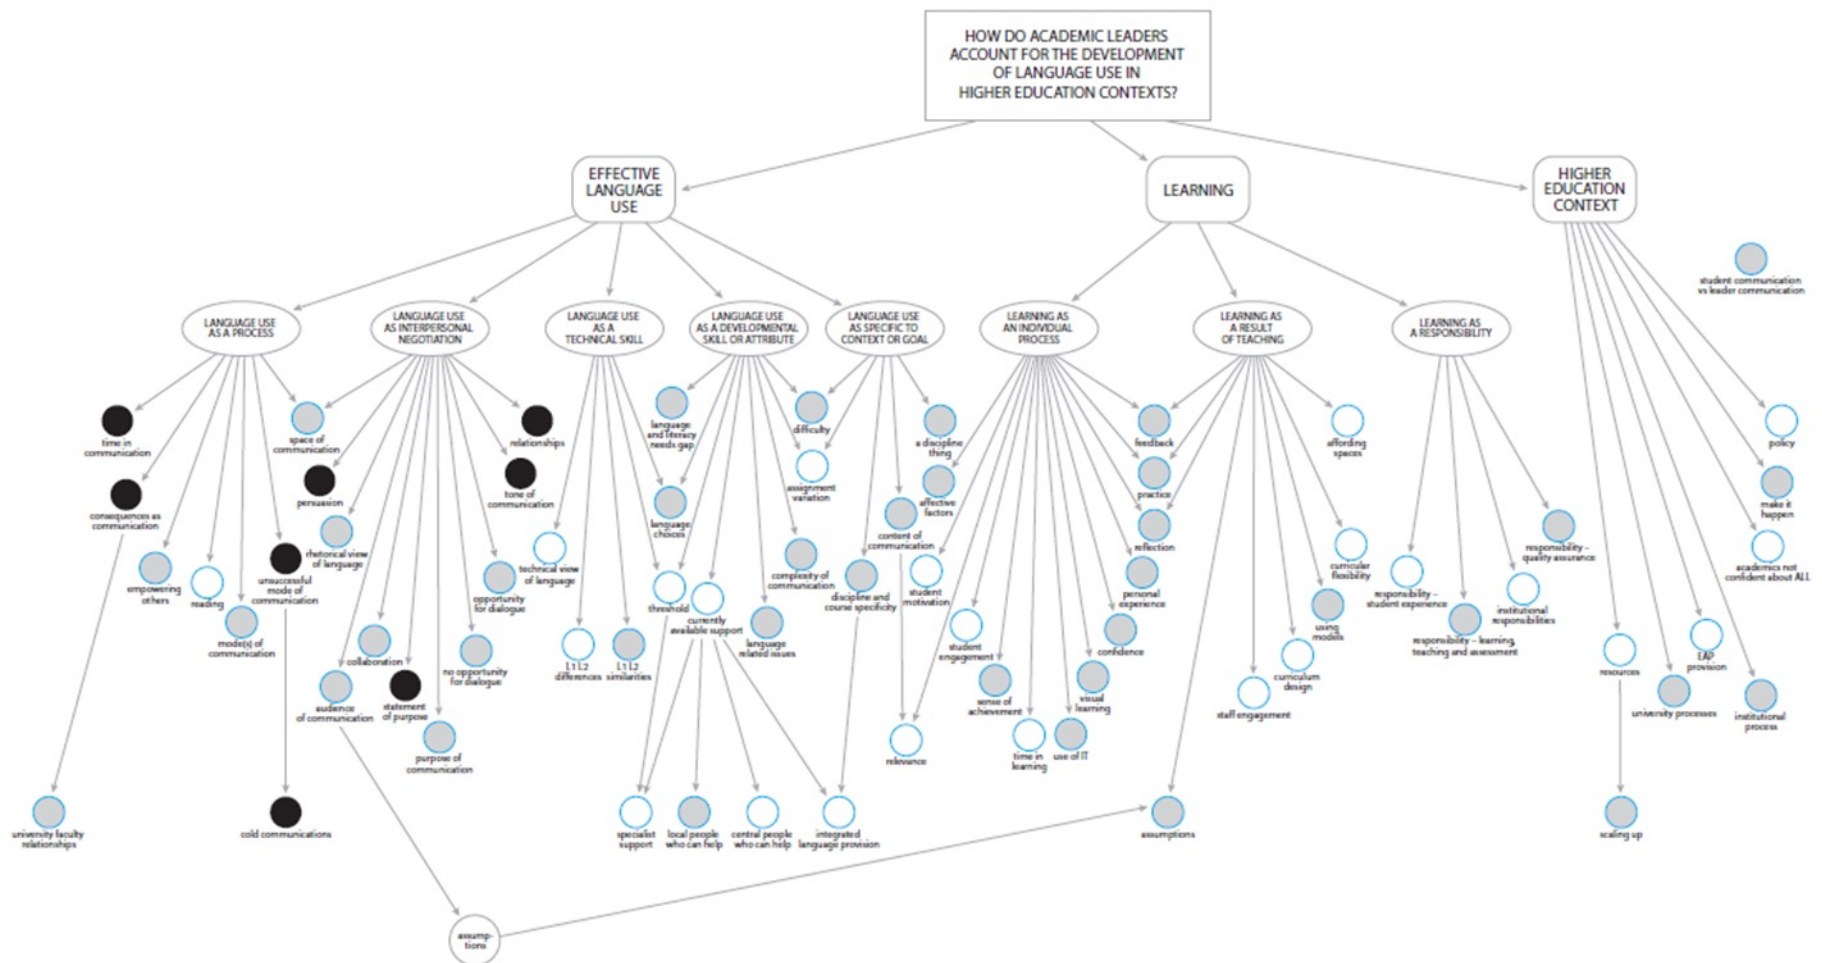 HOW DO ACADEMIC LEADERS
ACCOUNT FOR THE DEVELOPMENT
OF LANGUAGE USE IN
HIGHER EDUCATION CONTEXTS?
EFFECTIVE
LANGUAGE
USE
LEARNING
HIGHER
EDUCATION
CONTEXT
student communication
vs leader communication
LANGUAGE USE
AS A PROCESS
LANGUAGE USE
AS INTERPERSONAL
NEGOTIATION
LANGUAGE USE
AS A
TECHNICAL SKILL
LANGUAGE USE
AS A DEVELOPMENTAL
SKILL OR ATTRIBUTE
LANGUAGE USE
AS SPECIFIC TO
CONTEXT OR GOAL
LEARNING AS
AN INDIVIDUAL
PROCESS
LEARNING AS
A RESULT
OF TEACHING
LEARNING AS
A RESPONSIBILITY
time in
communication
space of
communication
relationships
language
and literacy
needs gap
difficulty
a discipline
thing
feedback
affording
spaces
policy
consequences as
communication
persuasion
tone of
communication
language
choices
assignment
variation
affective
factors
practice
make it
happen
empowering
others
reading
mode(s) of
communication
unsuccessful
mode of
communication
rhetorical view
of language
opportunity
for dialogue
technical view
of language
threshold
currently
available support
complexity of
communication
content of
communication
discipline and
course specificity
student
motivation
reflection
personal
experience
curricular
flexibility
responsibility –
student experience
responsibility –
quality assurance
academics not
confident about ALL
collaboration
no opportunity
for dialogue
L1 L2
differences
L1 L2
similarities
language
related issues
student
engagement
confidence
using
models
responsibility – learning,
teaching and assessment
institutional
responsibilities
resources
EAP
provision
audience
of communication
statement
of purpose
purpose of
communication
relevance
sense of
achievement
time in
learning
use of IT
visual
learning
staff engagement
curriculum
design
university processes
institutional
process
university faculty
relationships
cold communications
specialist
support
local people
who can help
central people
who can help
integrated
language provision
assumptions
scaling up
assump-
tions